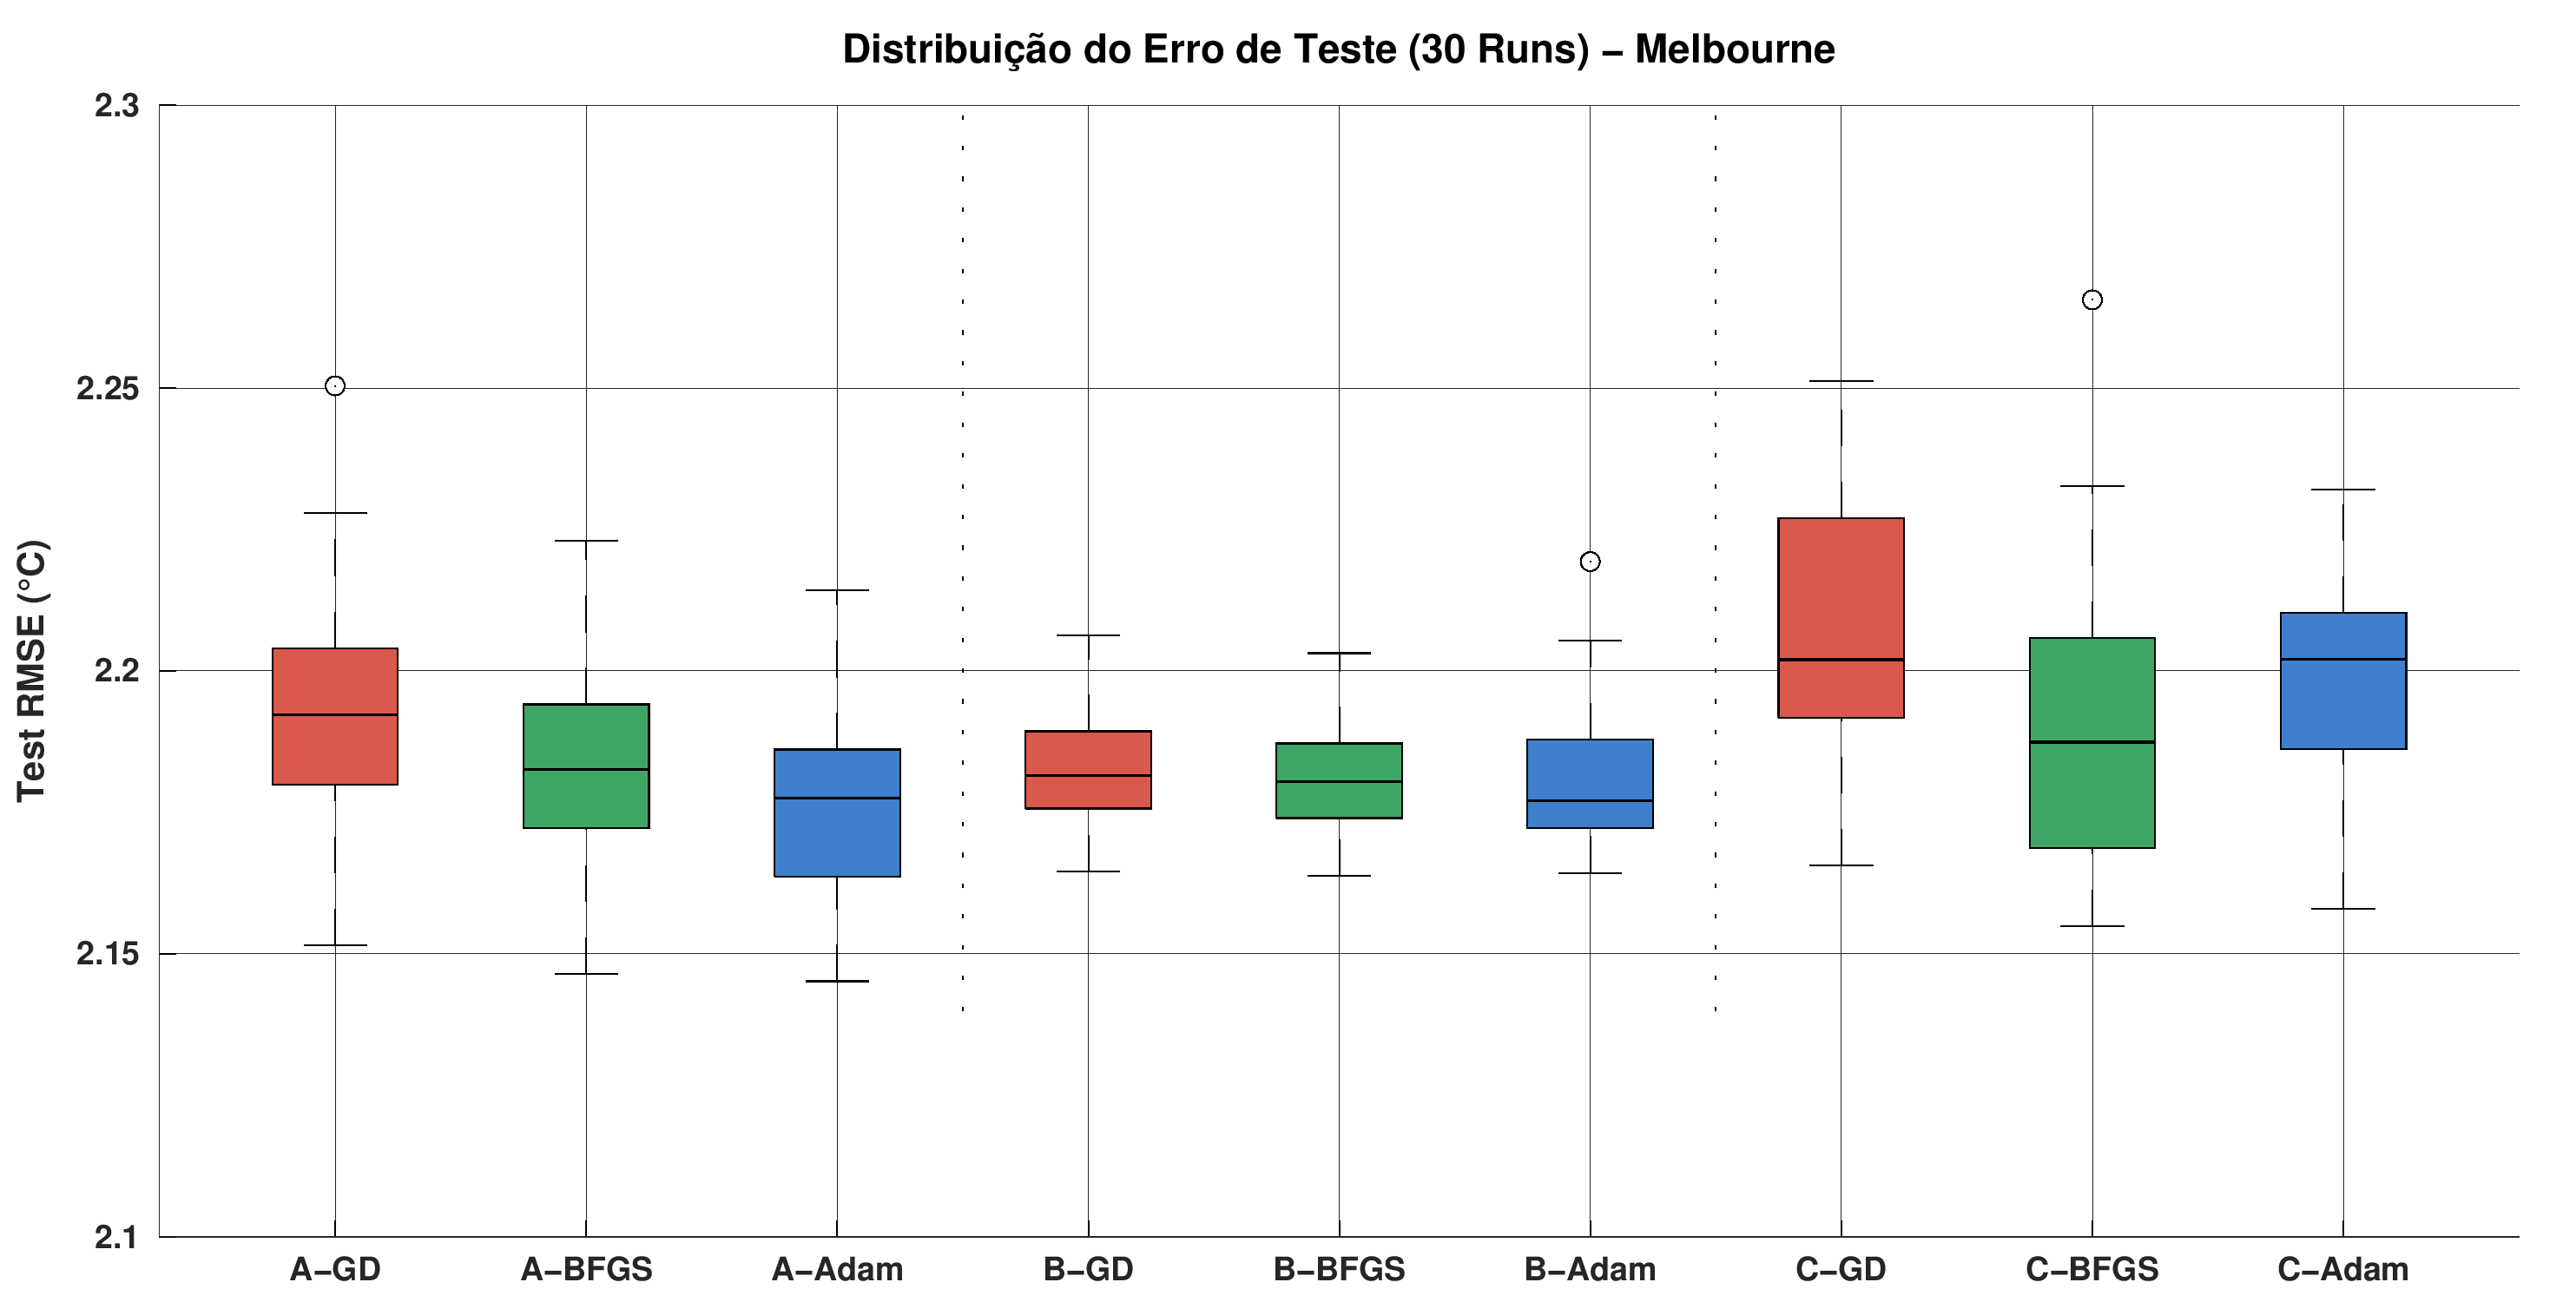 Distribuição do Erro de Teste (30 Runs) – Melbourne
Test RMSE (°C)
2.3
2.25
2.2
2.15
2.1
A–GD
A–BFGS
A–Adam
B–GD
B–BFGS
B–Adam
C–GD
C–BFGS
C–Adam